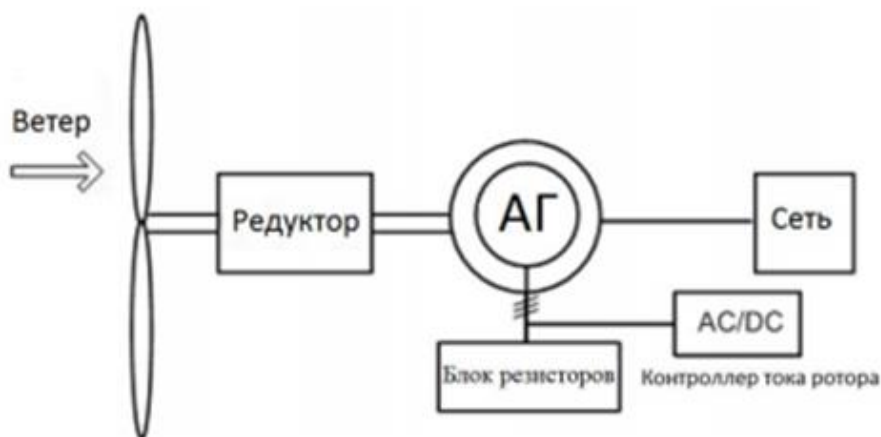 Ветер
Редуктор
АГ
Сеть
AC/DC
Блок резисторов
Контроллер тока ротора